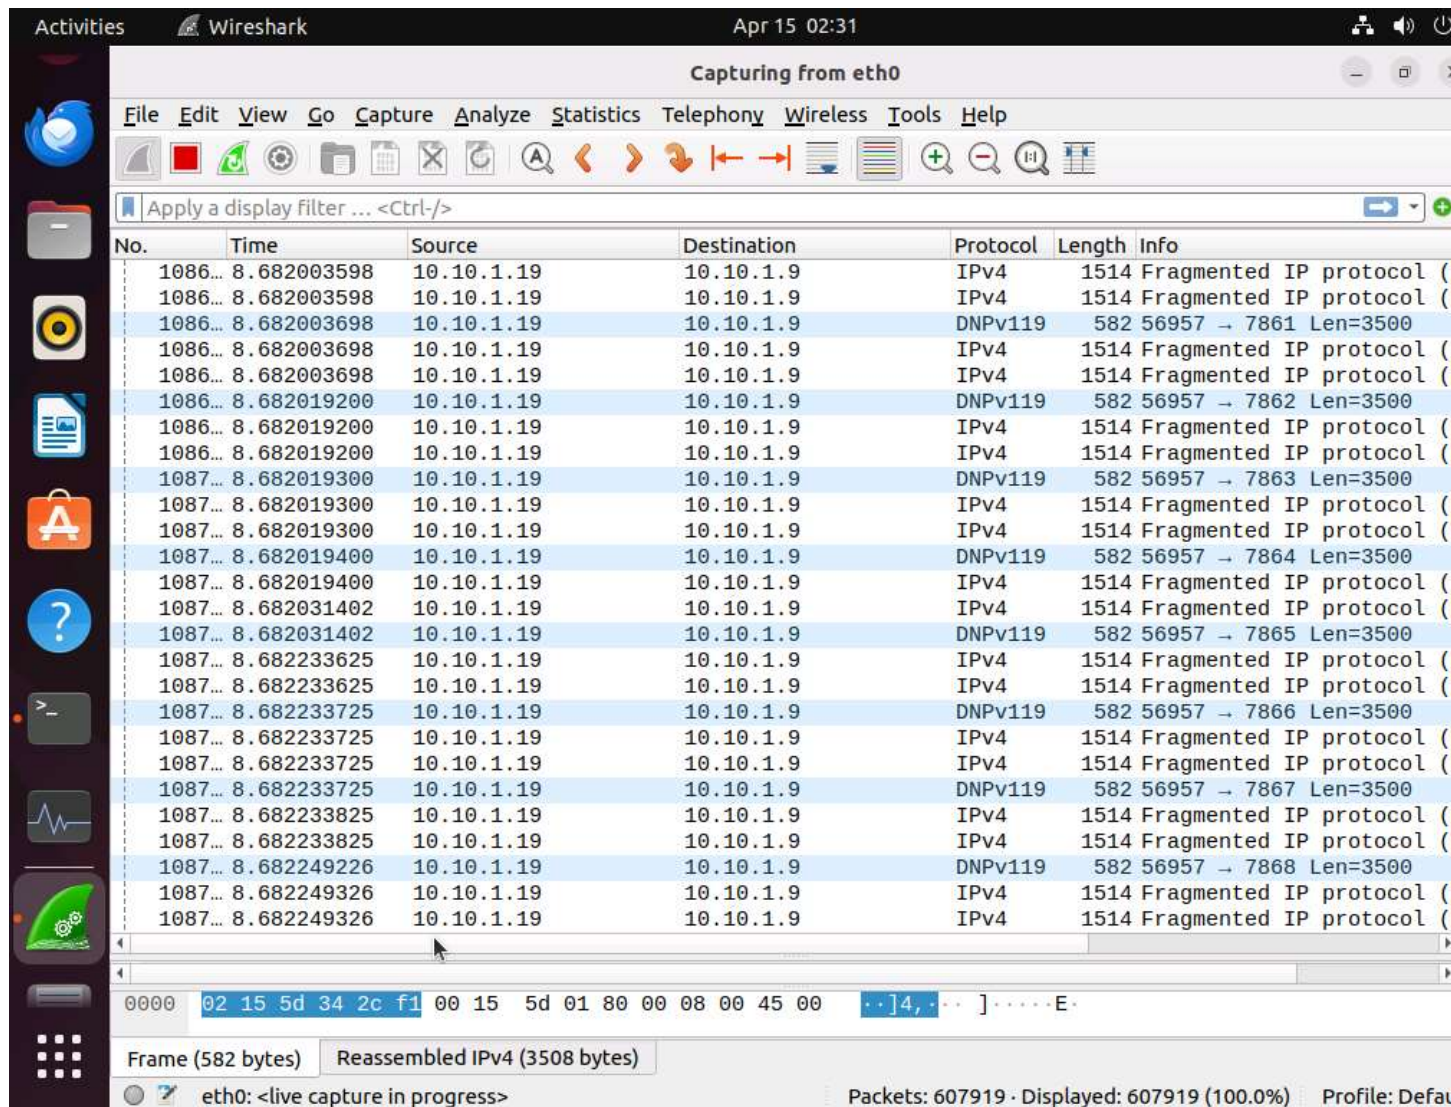 Activities Wireshark Apr 15 02:31
Capturing from eth0
File Edit View Go Capture Analyze Statistics Telephony Wireless Tools Help
Apply a display filter … <Ctrl-/>
No. Time Source Destination Protocol Length Info
1086… 8.682003598 10.10.1.19 10.10.1.9 IPv4 1514 Fragmented IP protocol (
1086… 8.682003598 10.10.1.19 10.10.1.9 IPv4 1514 Fragmented IP protocol (
1086… 8.682003698 10.10.1.19 10.10.1.9 DNPv119 582 56957 → 7861 Len=3500
1086… 8.682003698 10.10.1.19 10.10.1.9 IPv4 1514 Fragmented IP protocol (
1086… 8.682003698 10.10.1.19 10.10.1.9 IPv4 1514 Fragmented IP protocol (
1086… 8.682019200 10.10.1.19 10.10.1.9 DNPv119 582 56957 → 7862 Len=3500
1086… 8.682019200 10.10.1.19 10.10.1.9 IPv4 1514 Fragmented IP protocol (
1086… 8.682019200 10.10.1.19 10.10.1.9 IPv4 1514 Fragmented IP protocol (
1087… 8.682019300 10.10.1.19 10.10.1.9 DNPv119 582 56957 → 7863 Len=3500
1087… 8.682019300 10.10.1.19 10.10.1.9 IPv4 1514 Fragmented IP protocol (
1087… 8.682019300 10.10.1.19 10.10.1.9 IPv4 1514 Fragmented IP protocol (
1087… 8.682019400 10.10.1.19 10.10.1.9 DNPv119 582 56957 → 7864 Len=3500
1087… 8.682019400 10.10.1.19 10.10.1.9 IPv4 1514 Fragmented IP protocol (
1087… 8.682031402 10.10.1.19 10.10.1.9 IPv4 1514 Fragmented IP protocol (
1087… 8.682031402 10.10.1.19 10.10.1.9 DNPv119 582 56957 → 7865 Len=3500
1087… 8.682233625 10.10.1.19 10.10.1.9 IPv4 1514 Fragmented IP protocol (
1087… 8.682233625 10.10.1.19 10.10.1.9 IPv4 1514 Fragmented IP protocol (
1087… 8.682233725 10.10.1.19 10.10.1.9 DNPv119 582 56957 → 7866 Len=3500
1087… 8.682233725 10.10.1.19 10.10.1.9 IPv4 1514 Fragmented IP protocol (
1087… 8.682233725 10.10.1.19 10.10.1.9 IPv4 1514 Fragmented IP protocol (
1087… 8.682233725 10.10.1.19 10.10.1.9 DNPv119 582 56957 → 7867 Len=3500
1087… 8.682233825 10.10.1.19 10.10.1.9 IPv4 1514 Fragmented IP protocol (
1087… 8.682233825 10.10.1.19 10.10.1.9 IPv4 1514 Fragmented IP protocol (
1087… 8.682249226 10.10.1.19 10.10.1.9 DNPv119 582 56957 → 7868 Len=3500
1087… 8.682249326 10.10.1.19 10.10.1.9 IPv4 1514 Fragmented IP protocol (
1087… 8.682249326 10.10.1.19 10.10.1.9 IPv4 1514 Fragmented IP protocol (
0000 02 15 5d 34 2c f1 00 15 5d 01 80 00 08 00 45 00 ··]4,··· ]·····E·
Frame (582 bytes) Reassembled IPv4 (3508 bytes)
eth0: <live capture in progress> Packets: 607919 · Displayed: 607919 (100.0%) Profile: Defau